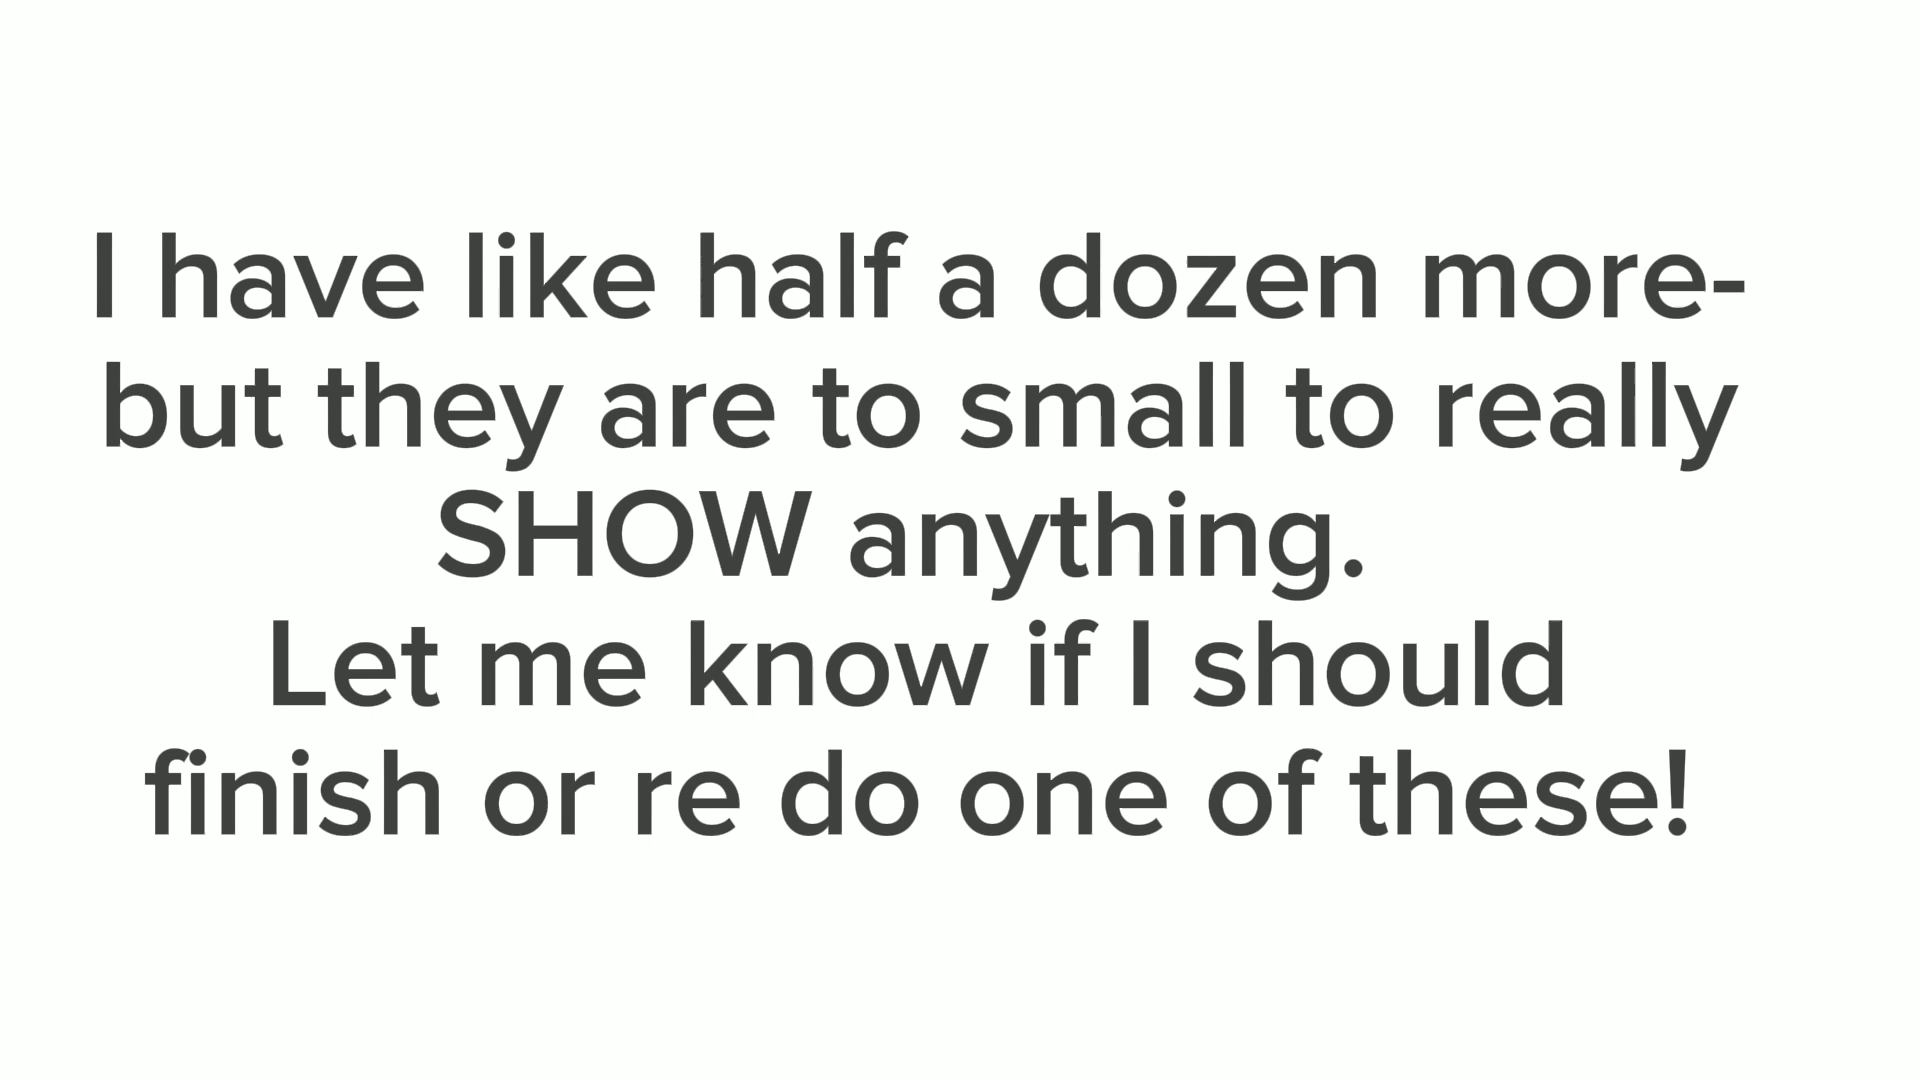 I have like half a dozen more-
but they are to small to really
SHOW anything.
Let me know if I should
finish or re do one of these!